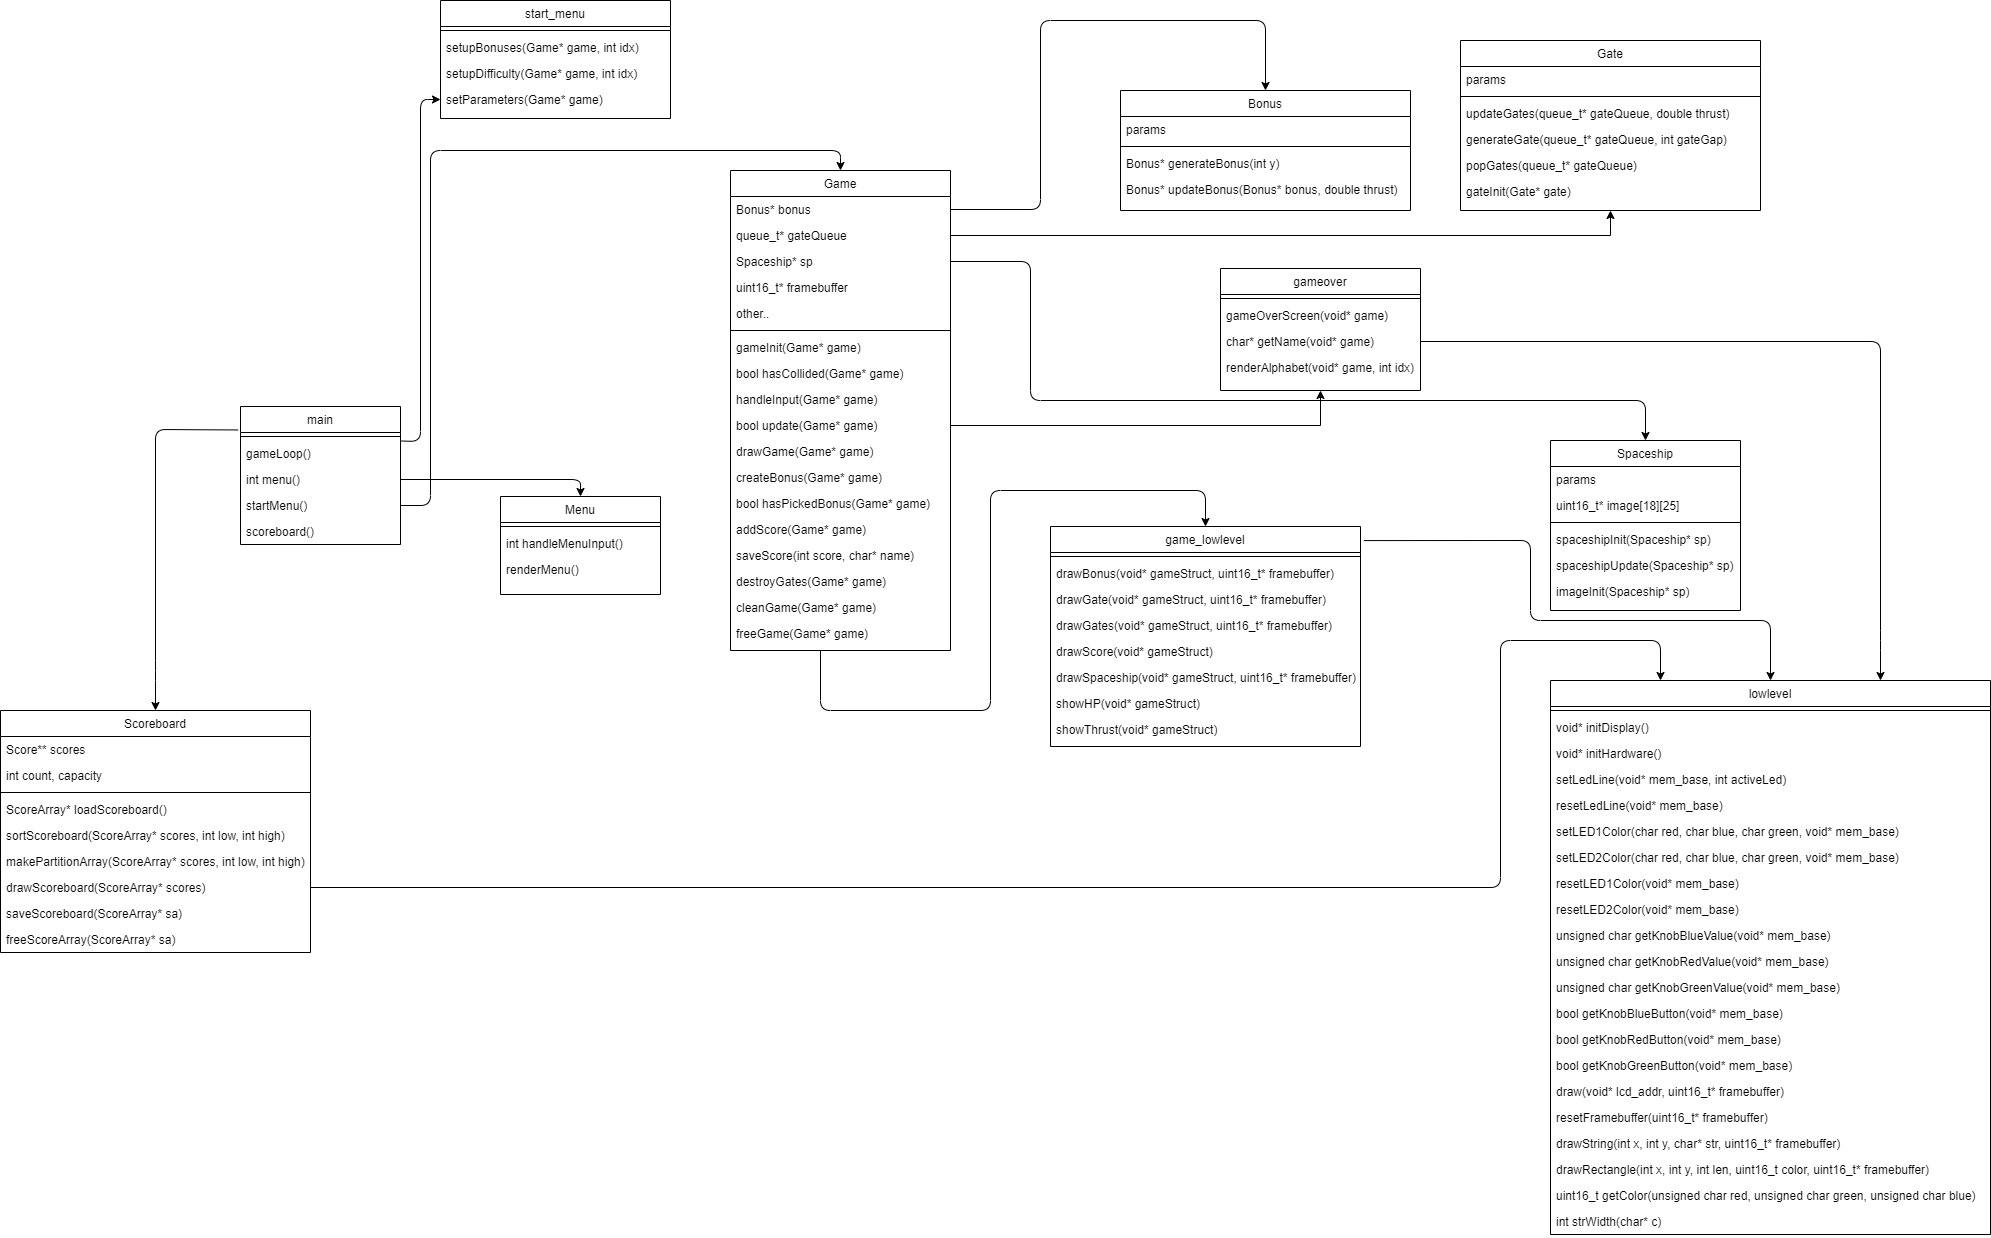 start_menu
setupBonuses(Game* game, int idx)
setupDifficulty(Game* game, int idx)
setParameters(Game* game)
Bonus
params
Bonus* generateBonus(int y)
Bonus* updateBonus(Bonus* bonus, double thrust)
Gate
params
updateGates(queue_t* gateQueue, double thrust)
generateGate(queue_t* gateQueue, int gateGap)
popGates(queue_t* gateQueue)
gateInit(Gate* gate)
Game
Bonus* bonus
queue_t* gateQueue
Spaceship* sp
uint16_t* framebuffer
other..
gameInit(Game* game)
bool hasCollided(Game* game)
handleInput(Game* game)
bool update(Game* game)
drawGame(Game* game)
createBonus(Game* game)
bool hasPickedBonus(Game* game)
addScore(Game* game)
saveScore(int score, char* name)
destroyGates(Game* game)
cleanGame(Game* game)
freeGame(Game* game)
gameover
gameOverScreen(void* game)
char* getName(void* game)
renderAlphabet(void* game, int idx)
main
gameLoop()
int menu()
startMenu()
scoreboard()
Menu
int handleMenuInput()
renderMenu()
Spaceship
params
uint16_t* image[18][25]
spaceshipInit(Spaceship* sp)
spaceshipUpdate(Spaceship* sp)
imageInit(Spaceship* sp)
game_lowlevel
drawBonus(void* gameStruct, uint16_t* framebuffer)
drawGate(void* gameStruct, uint16_t* framebuffer)
drawGates(void* gameStruct, uint16_t* framebuffer)
drawScore(void* gameStruct)
drawSpaceship(void* gameStruct, uint16_t* framebuffer)
showHP(void* gameStruct)
showThrust(void* gameStruct)
Scoreboard
Score** scores
int count, capacity
ScoreArray* loadScoreboard()
sortScoreboard(ScoreArray* scores, int low, int high)
makePartitionArray(ScoreArray* scores, int low, int high)
drawScoreboard(ScoreArray* scores)
saveScoreboard(ScoreArray* sa)
freeScoreArray(ScoreArray* sa)
lowlevel
void* initDisplay()
void* initHardware()
setLedLine(void* mem_base, int activeLed)
resetLedLine(void* mem_base)
setLED1Color(char red, char blue, char green, void* mem_base)
setLED2Color(char red, char blue, char green, void* mem_base)
resetLED1Color(void* mem_base)
resetLED2Color(void* mem_base)
unsigned char getKnobBlueValue(void* mem_base)
unsigned char getKnobRedValue(void* mem_base)
unsigned char getKnobGreenValue(void* mem_base)
bool getKnobBlueButton(void* mem_base)
bool getKnobRedButton(void* mem_base)
bool getKnobGreenButton(void* mem_base)
draw(void* lcd_addr, uint16_t* framebuffer)
resetFramebuffer(uint16_t* framebuffer)
drawString(int x, int y, char* str, uint16_t* framebuffer)
drawRectangle(int x, int y, int len, uint16_t color, uint16_t* framebuffer)
uint16_t getColor(unsigned char red, unsigned char green, unsigned char blue)
int strWidth(char* c)